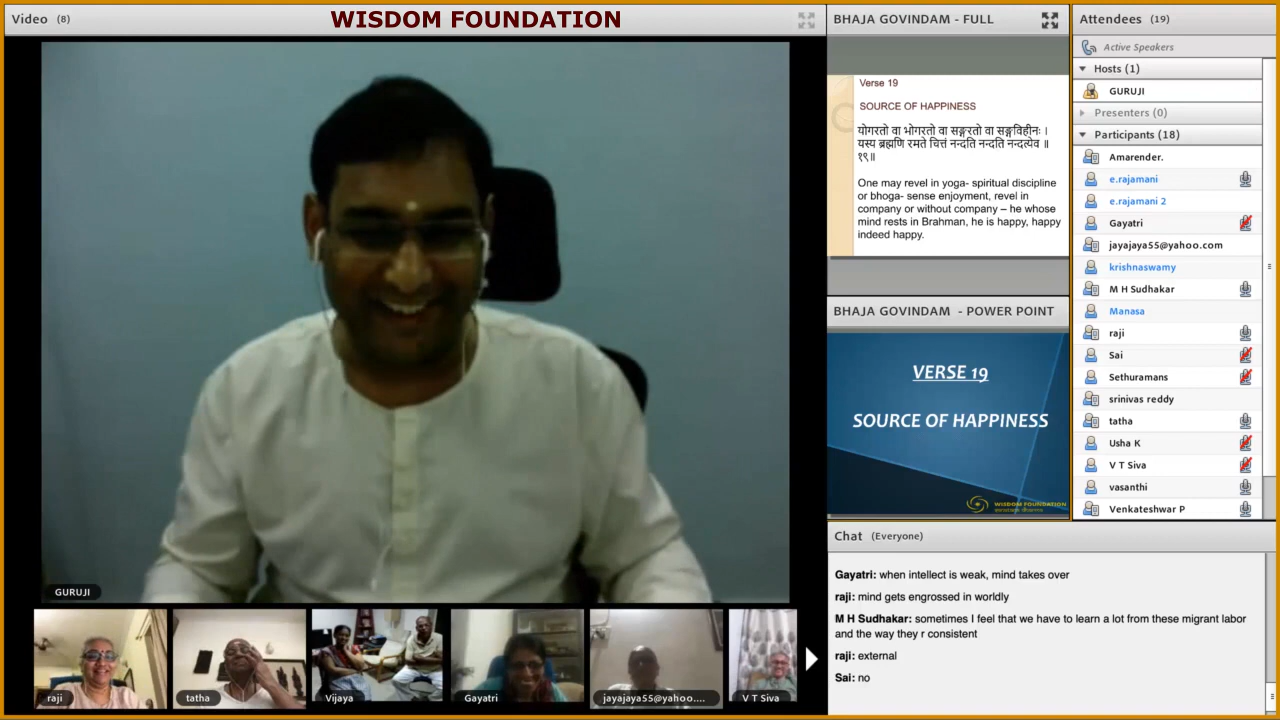 Video (8)
WISDOM FOUNDATION
GURUJI
raji
tatha
Vijaya
Gayatri
jayajaya55@yahoo....
V T Siva
BHAJA GOVINDAM - FULL
Verse 19
SOURCE OF HAPPINESS
योगरतो वा भोगरतो वा सङ्गरतो वा सङ्गविहीनः ।
यस्य ब्रह्मणि रमते चित्तं नन्दति नन्दति नन्दत्येव ॥
१९॥
One may revel in yoga- spiritual discipline
or bhoga- sense enjoyment, revel in
company or without company – he whose
mind rests in Brahman, he is happy, happy
indeed happy.
BHAJA GOVINDAM  - POWER POINT
VERSE 19
SOURCE OF HAPPINESS
WISDOM FOUNDATION
sanatana dharma
Attendees (19)
Active Speakers
Hosts (1)
GURUJI
Presenters (0)
Participants (18)
Amarender.
e.rajamani
e.rajamani 2
Gayatri
jayajaya55@yahoo.com
krishnaswamy
M H Sudhakar
Manasa
raji
Sai
Sethuramans
srinivas reddy
tatha
Usha K
V T Siva
vasanthi
Venkateshwar P
Chat (Everyone)
Gayatri: when intellect is weak, mind takes over
raji: mind gets engrossed in worldly
M H Sudhakar: sometimes I feel that we have to learn a lot from these migrant labor
and the way they r consistent
raji: external
Sai: no